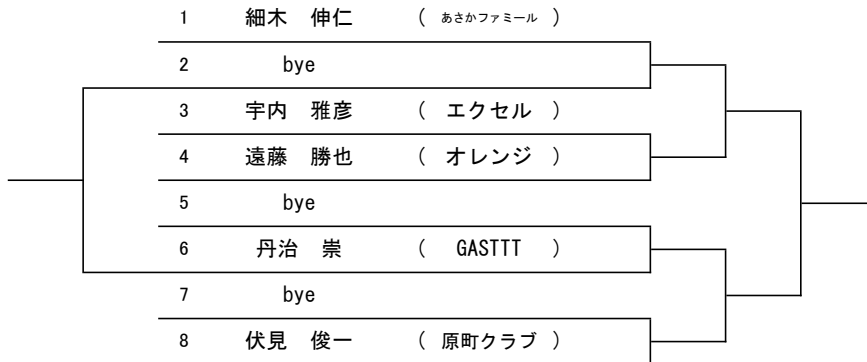 1 細木 伸仁 ( あさかファミール )
2 bye
3 宇内 雅彦 ( エクセル )
4 遠藤 勝也 ( オレンジ )
5 bye
6 丹治 崇 ( GASTTT )
7 bye
8 伏見 俊一 ( 原町クラブ )